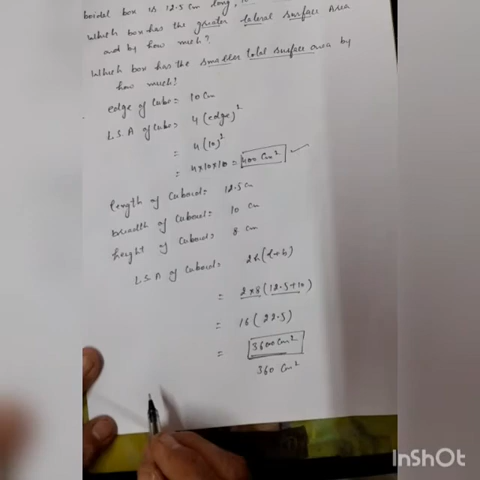 boidal box is 12.5 cm long,
Which box has the greater lateral surface Area
and by how much?
Which box has the smaller total surface area by
how much?
edge of Cube = 10 cm
L.S.A of Cube = 4 (edge)²
= 4 (10)²
= 4×10×10 = 400 cm²
length of Cuboid = 12.5 cm
breadth of Cuboid = 10 cm
height of Cuboid = 8 cm
L.S.A of Cuboid = 2h(l+b)
= 2×8 (12.5+10)
= 16 (22.5)
= 3600 cm²
360 cm²
InShOt